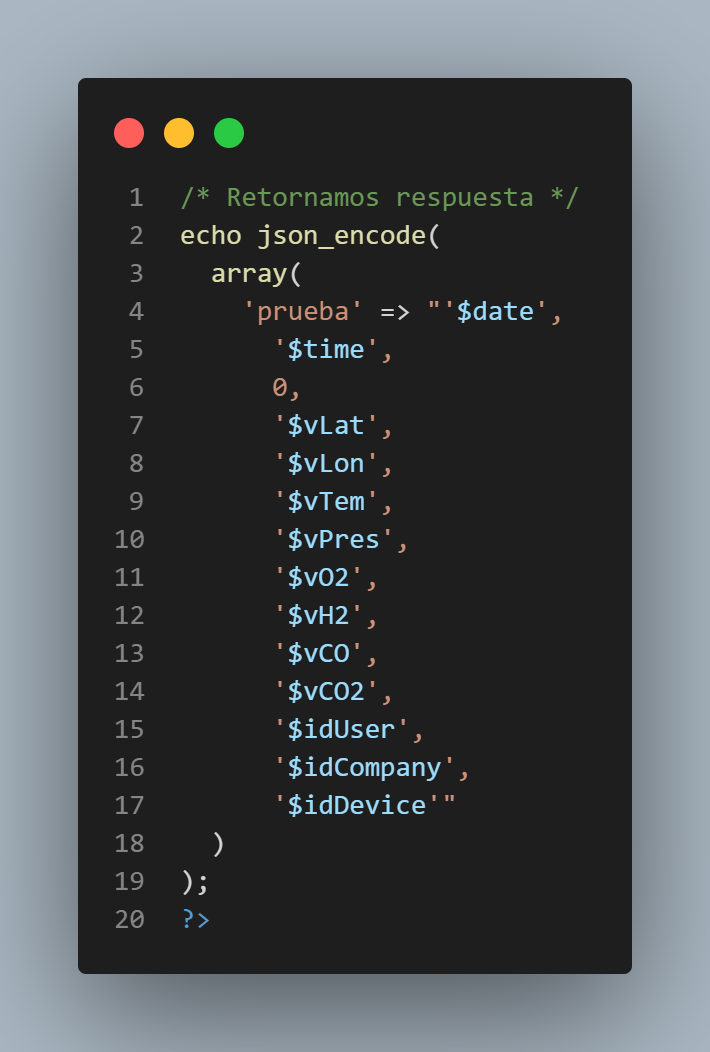 1 /* Retornamos respuesta */
2 echo json_encode(
3   array(
4     'prueba' => "'$date',
5       '$time',
6       0,
7       '$vLat',
8       '$vLon',
9       '$vTem',
10       '$vPres',
11       '$vO2',
12       '$vH2',
13       '$vCO',
14       '$vCO2',
15       '$idUser',
16       '$idCompany',
17       '$idDevice'"
18   )
19 );
20 ?>